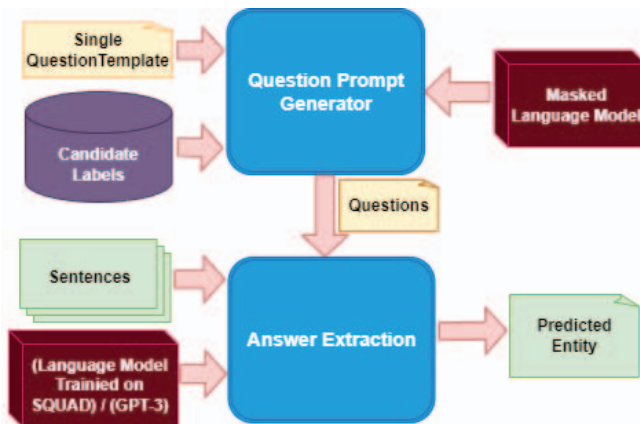 Single
QuestionTemplate
Question Prompt
Generator
Masked
Language Model
Candidate
Labels
Questions
Sentences
Answer Extraction
Predicted
Entity
(Language Model
Trainied on
SQUAD) / (GPT-3)